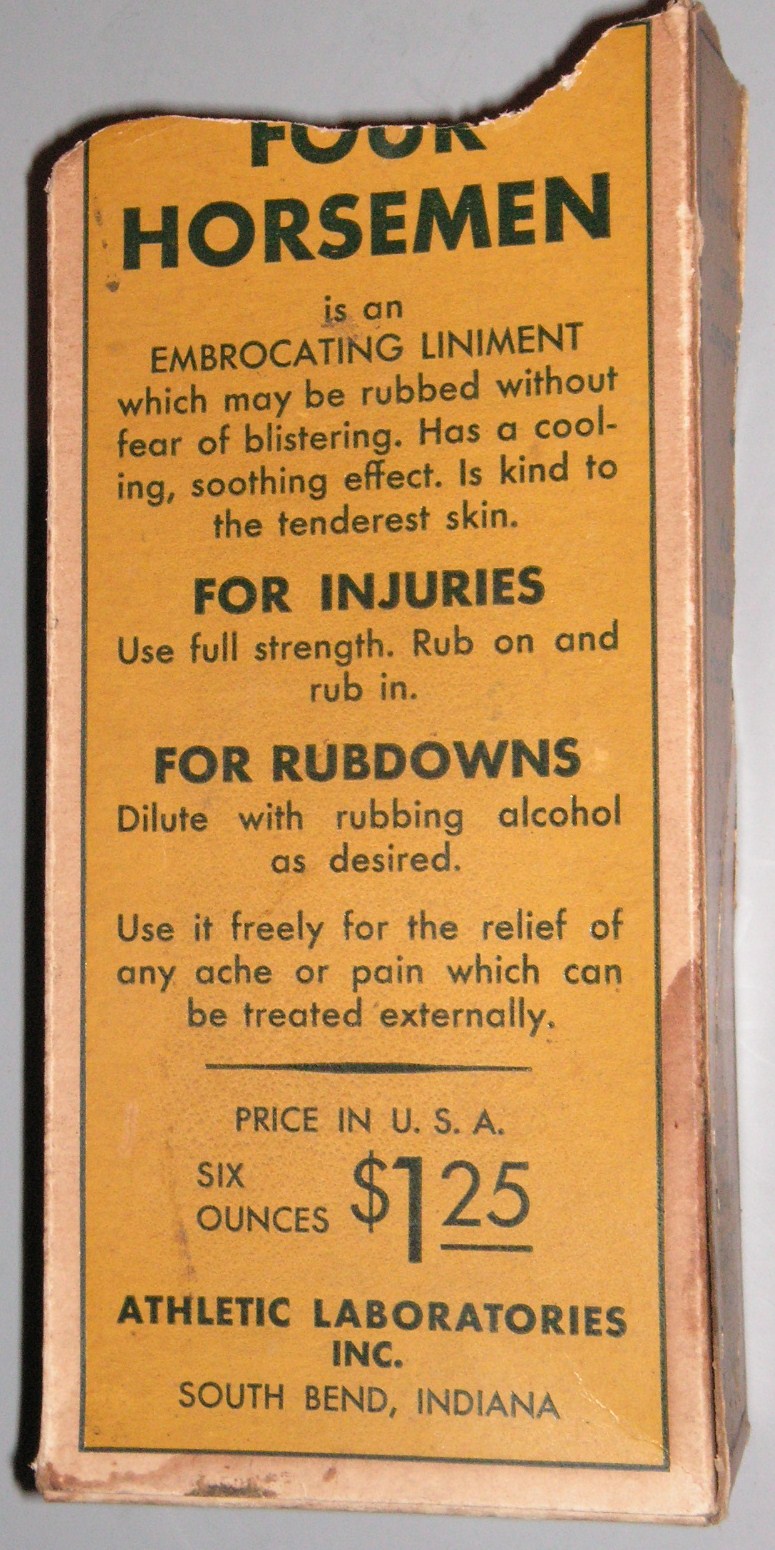 FOUR
HORSEMEN
is an
EMBROCATING LINIMENT
which may be rubbed without
fear of blistering. Has a cool-
ing, soothing effect. Is kind to
the tenderest skin.
FOR INJURIES
Use full strength. Rub on and
rub in.
FOR RUBDOWNS
Dilute with rubbing alcohol
as desired.
Use it freely for the relief of
any ache or pain which can
be treated externally.
PRICE IN U. S. A.
SIX
OUNCES $1 25
ATHLETIC LABORATORIES
INC.
SOUTH BEND, INDIANA